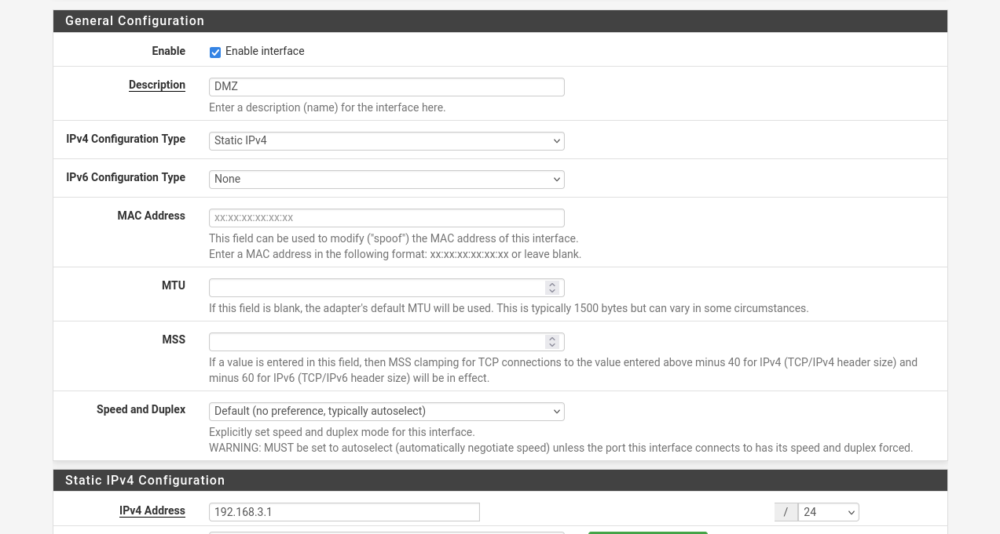 General Configuration
Enable
Enable interface
Description
DMZ
Enter a description (name) for the interface here.
IPv4 Configuration Type
Static IPv4
IPv6 Configuration Type
None
MAC Address
xx:xx:xx:xx:xx:xx
This field can be used to modify ("spoof") the MAC address of this interface.
Enter a MAC address in the following format: xx:xx:xx:xx:xx:xx or leave blank.
MTU
If this field is blank, the adapter's default MTU will be used. This is typically 1500 bytes but can vary in some circumstances.
MSS
If a value is entered in this field, then MSS clamping for TCP connections to the value entered above minus 40 for IPv4 (TCP/IPv4 header size) and
minus 60 for IPv6 (TCP/IPv6 header size) will be in effect.
Speed and Duplex
Default (no preference, typically autoselect)
Explicitly set speed and duplex mode for this interface.
WARNING: MUST be set to autoselect (automatically negotiate speed) unless the port this interface connects to has its speed and duplex forced.
Static IPv4 Configuration
IPv4 Address
192.168.3.1
/
24